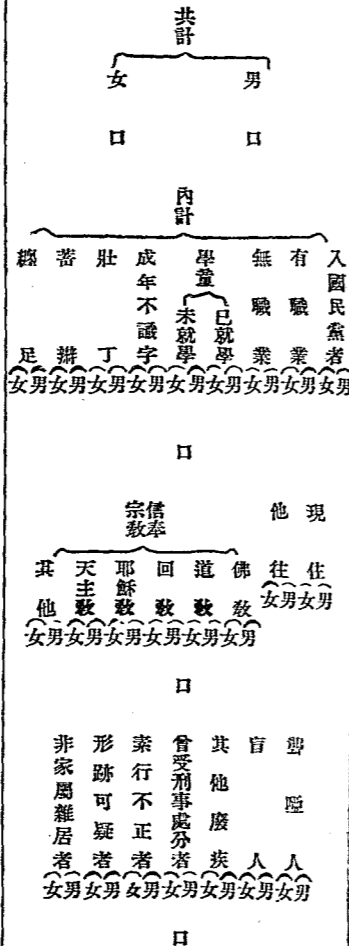 共計
男 口
女 口
內計
入國民黨者 男 女
有職業 男 女
無職業 男 女
學童
已就學 男 女
未就學 男 女
成年不識字 男 女
壯丁 男 女
蓄辮 男 女
纏足 男 女
口
現住 男 女
他往 男 女
信奉宗教
佛教 男 女
道教 男 女
回教 男 女
耶穌教 男 女
天主教 男 女
其他 男 女
口
聾啞人 男 女
盲人 男 女
其他廢疾 男 女
曾受刑事處分者 男 女
素行不正者 男 女
形跡可疑者 男 女
非家屬雜居者 男 女
口